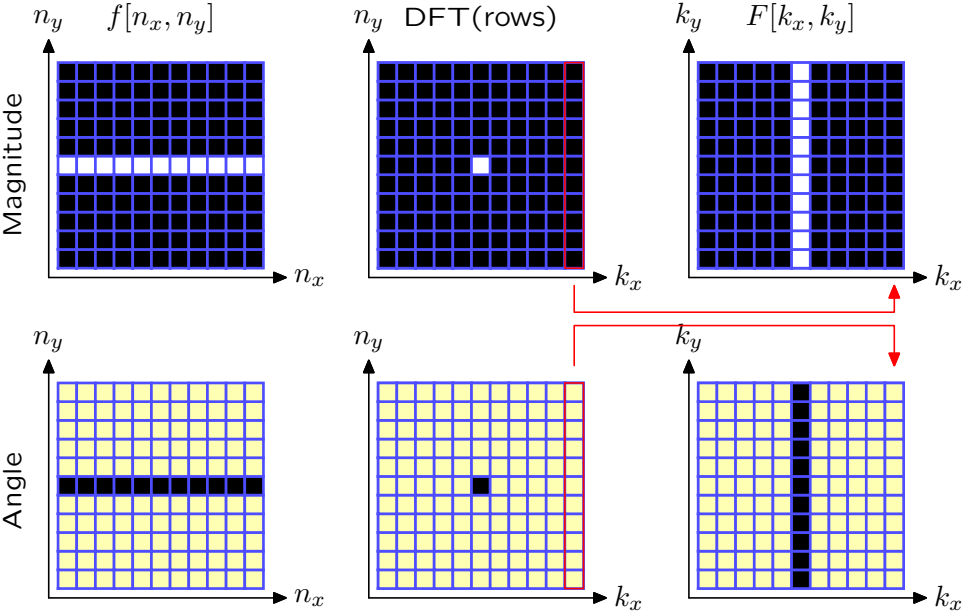 n_y f[n_x, n_y] n_y DFT(rows) k_y F[k_x, k_y]
Magnitude
n_x k_x k_x
n_y n_y k_y
Angle
n_x k_x k_x